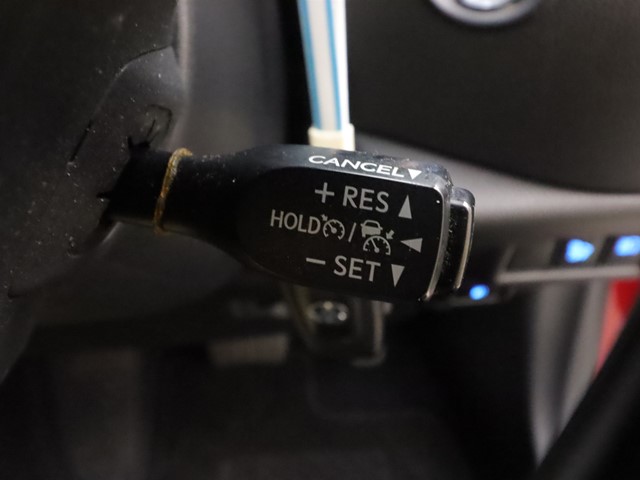 CANCEL▼
+ RES ▲
HOLD / ◀
− SET ▼